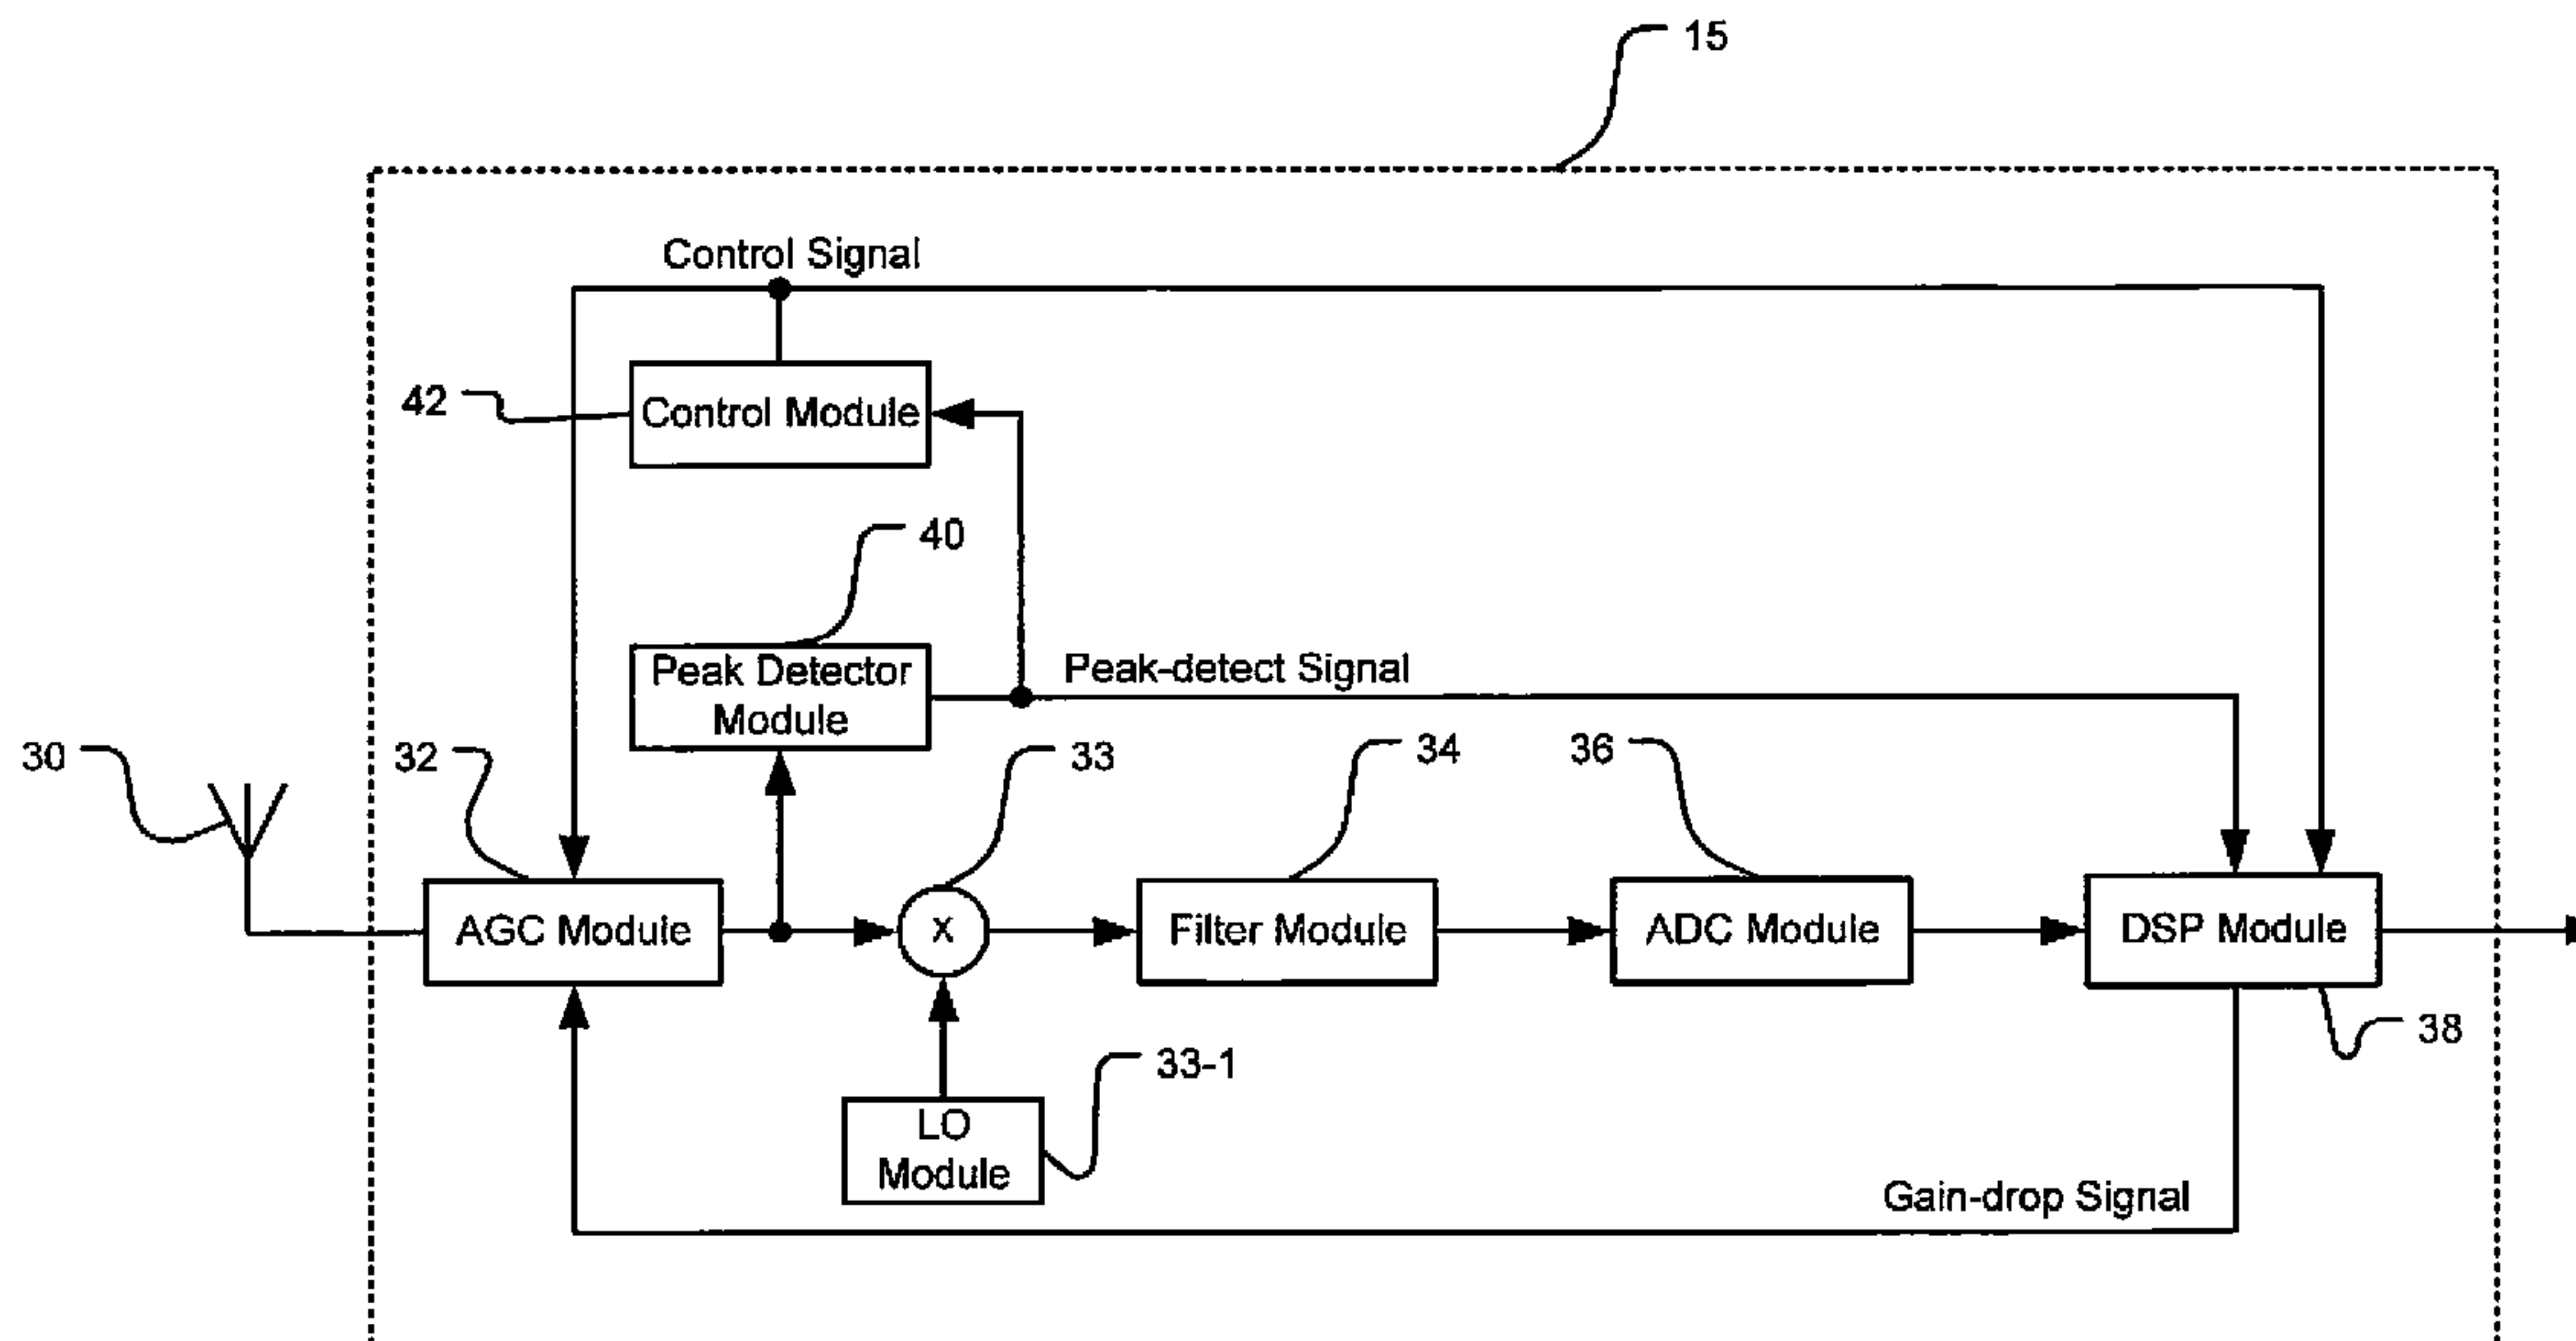 15
Control Signal
42
Control Module
40
Peak Detector
Module
Peak-detect Signal
30
32
33
34
36
AGC Module
X
Filter Module
ADC Module
DSP Module
38
33-1
LO
Module
Gain-drop Signal